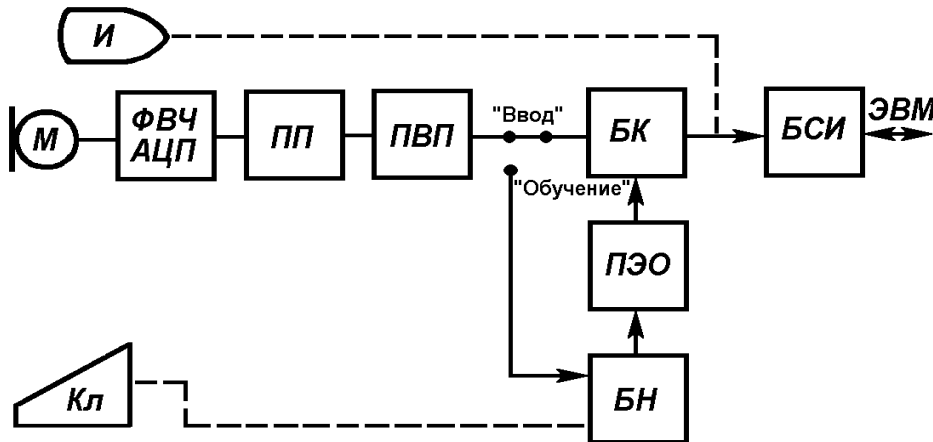 И
М
ФВЧ
АЦП
ПП
ПВП
"Ввод"
БК
БСИ
ЭВМ
"Обучение"
ПЭО
Кл
БН